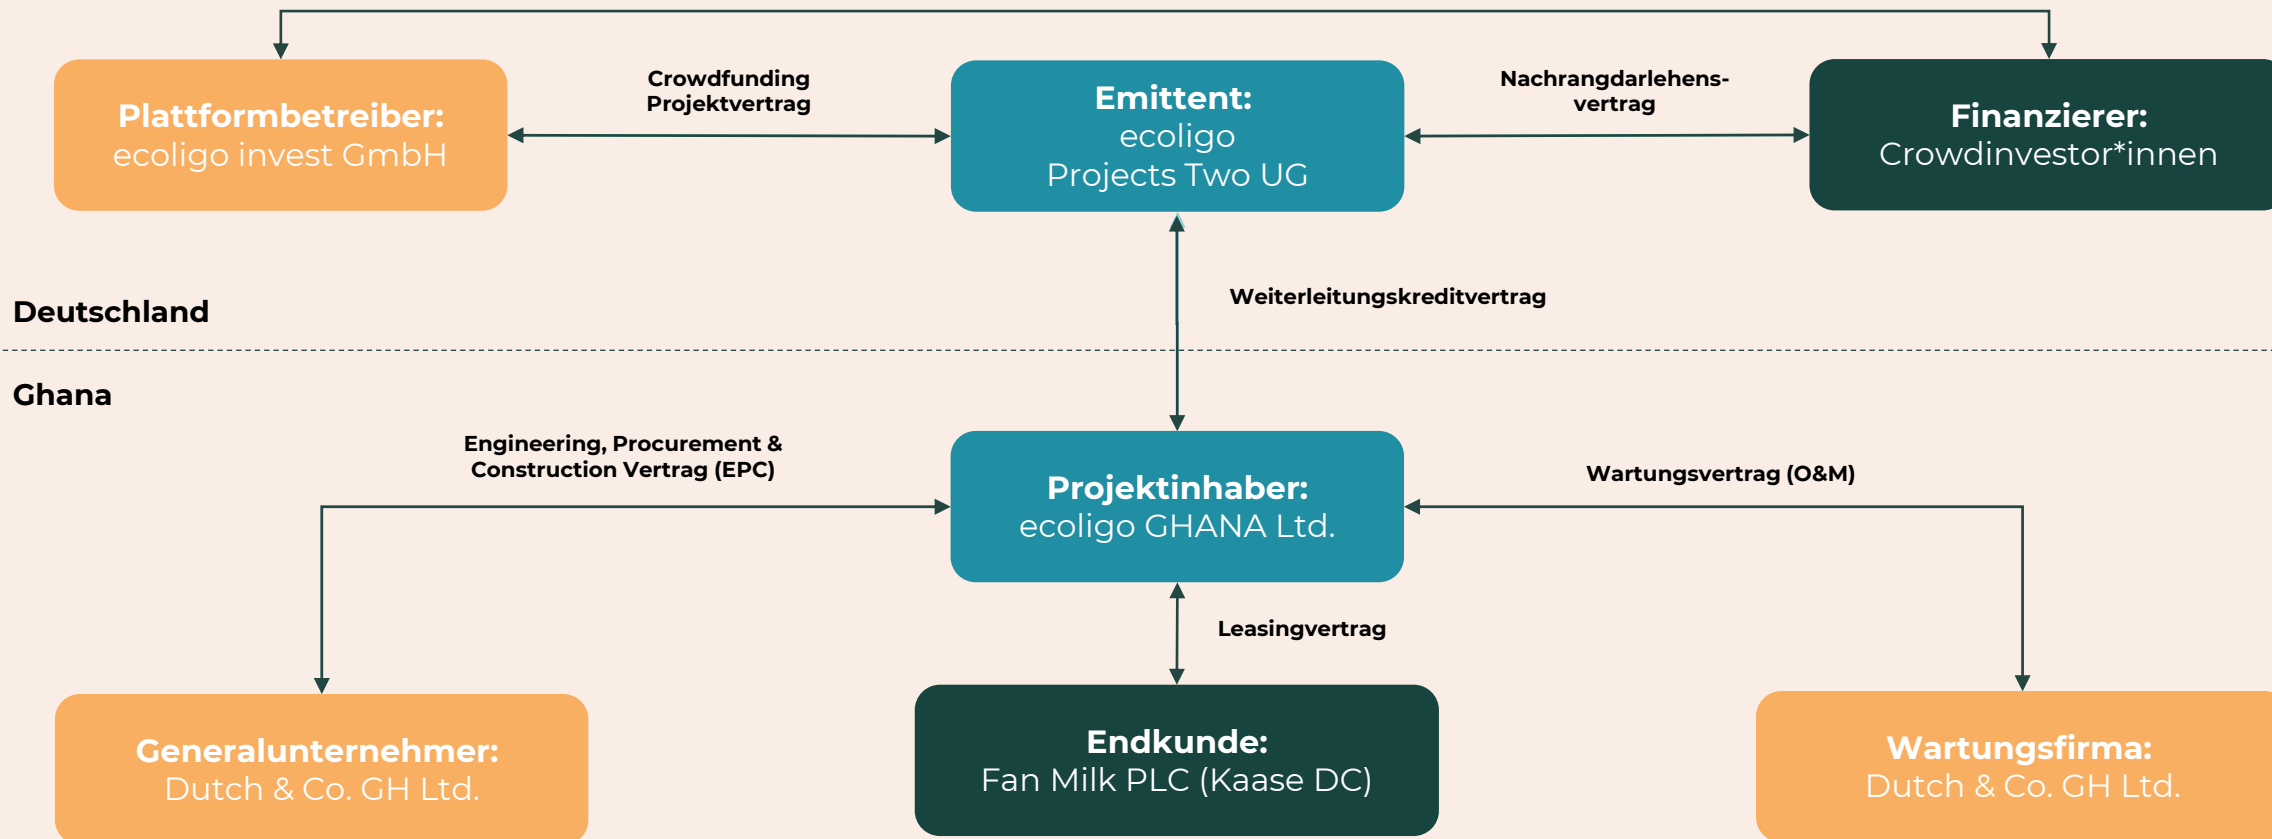 Plattformbetreiber:
ecoligo invest GmbH
Crowdfunding
Projektvertrag
Emittent:
ecoligo
Projects Two UG
Nachrangdarlehens-
vertrag
Finanzierer:
Crowdinvestor*innen
Weiterleitungskreditvertrag
Deutschland
Ghana
Engineering, Procurement &
Construction Vertrag (EPC)
Projektinhaber:
ecoligo GHANA Ltd.
Wartungsvertrag (O&M)
Leasingvertrag
Generalunternehmer:
Dutch & Co. GH Ltd.
Endkunde:
Fan Milk PLC (Kaase DC)
Wartungsfirma:
Dutch & Co. GH Ltd.